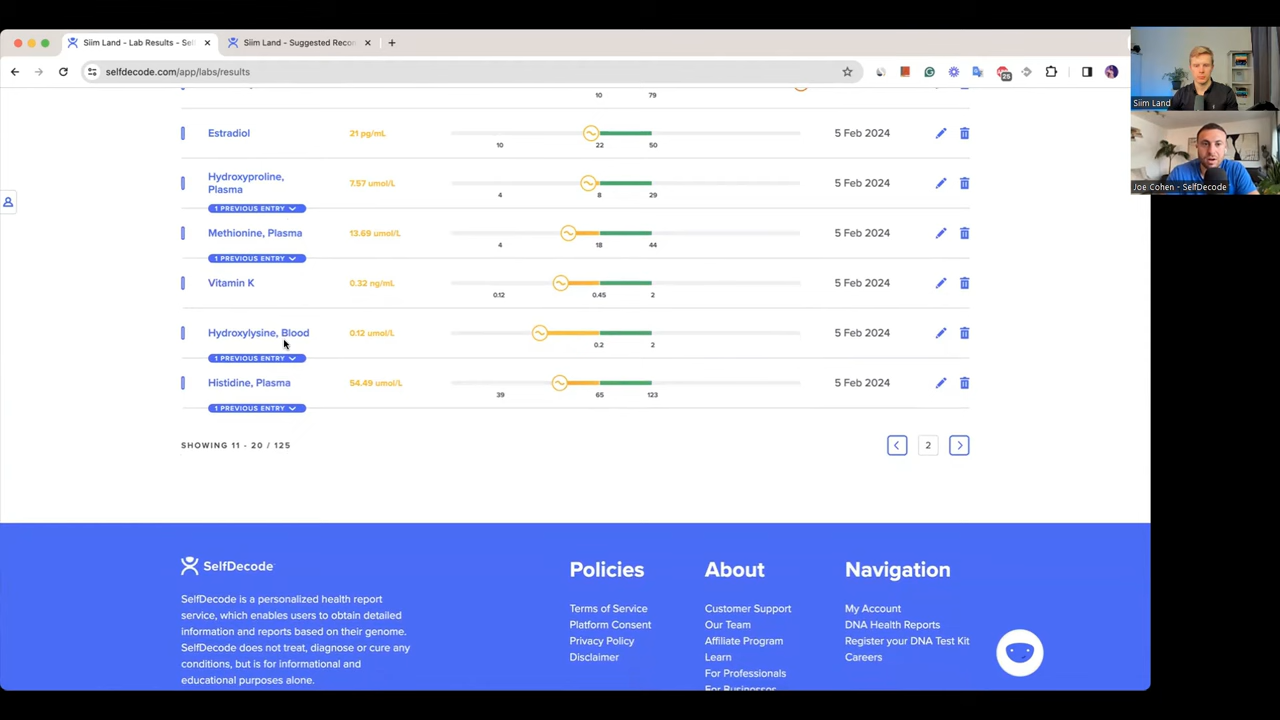 Siim Land - Lab Results - Sel
Siim Land - Suggested Reco
selfdecode.com/app/labs/results
25
Siim Land
Joe Cohen - SelfDecode
10 79
Estradiol 21 pg/mL 5 Feb 2024
10 22 50
Hydroxyproline,
Plasma
7.57 umol/L 5 Feb 2024
4 8 29
1 PREVIOUS ENTRY
Methionine, Plasma 13.69 umol/L 5 Feb 2024
4 18 44
1 PREVIOUS ENTRY
Vitamin K 0.32 ng/mL 5 Feb 2024
0.12 0.45 2
Hydroxylysine, Blood 0.12 umol/L 5 Feb 2024
0.2 2
1 PREVIOUS ENTRY
Histidine, Plasma 54.49 umol/L 5 Feb 2024
39 65 123
1 PREVIOUS ENTRY
SHOWING 11 - 20 / 125
2
SelfDecode
SelfDecode is a personalized health report
service, which enables users to obtain detailed
information and reports based on their genome.
SelfDecode does not treat, diagnose or cure any
conditions, but is for informational and
educational purposes alone.
Policies
Terms of Service
Platform Consent
Privacy Policy
Disclaimer
About
Customer Support
Our Team
Affiliate Program
Learn
For Professionals
For Businesses
Navigation
My Account
DNA Health Reports
Register your DNA Test Kit
Careers